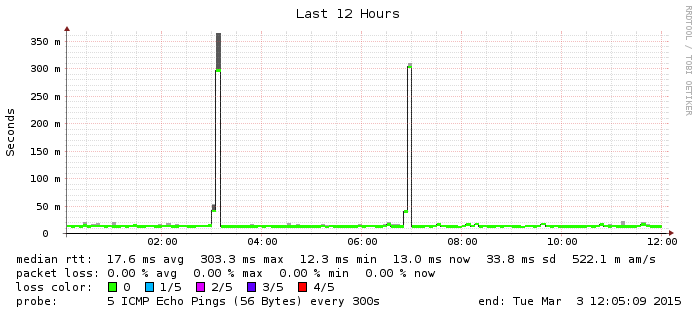 Last 12 Hours
RRDTOOL / TOBI OETIKER
Seconds
350 m
300 m
250 m
200 m
150 m
100 m
50 m
0
02:00 04:00 06:00 08:00 10:00 12:00
median rtt: 17.6 ms avg 303.3 ms max 12.3 ms min 13.0 ms now 33.8 ms sd 522.1 m am/s
packet loss: 0.00 % avg 0.00 % max 0.00 % min 0.00 % now
loss color: 0 1/5 2/5 3/5 4/5
probe: 5 ICMP Echo Pings (56 Bytes) every 300s end: Tue Mar 3 12:05:09 2015